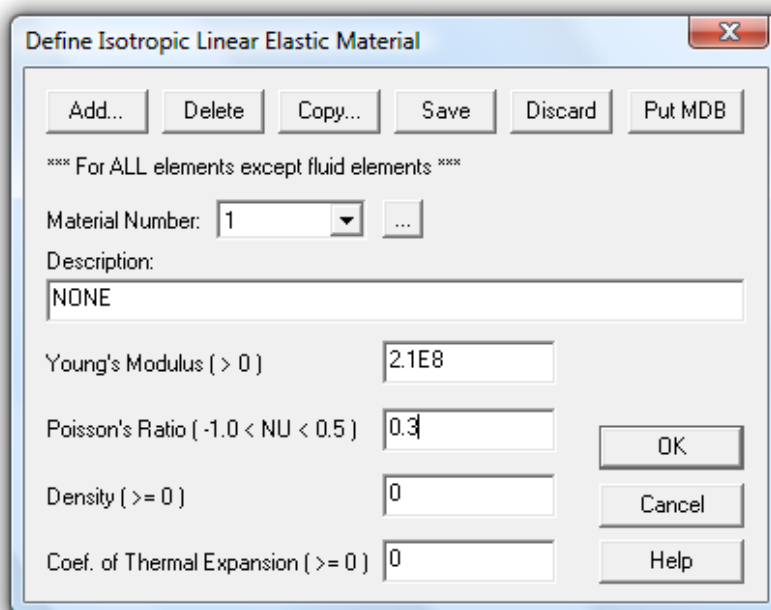 Define Isotropic Linear Elastic Material
Add... Delete Copy... Save Discard Put MDB
*** For ALL elements except fluid elements ***
Material Number: 1 ...
Description:
NONE
Young's Modulus ( > 0 ) 2.1E8
Poisson's Ratio ( -1.0 < NU < 0.5 ) 0.3
OK
Density ( >= 0 ) 0
Cancel
Coef. of Thermal Expansion ( >= 0 ) 0
Help